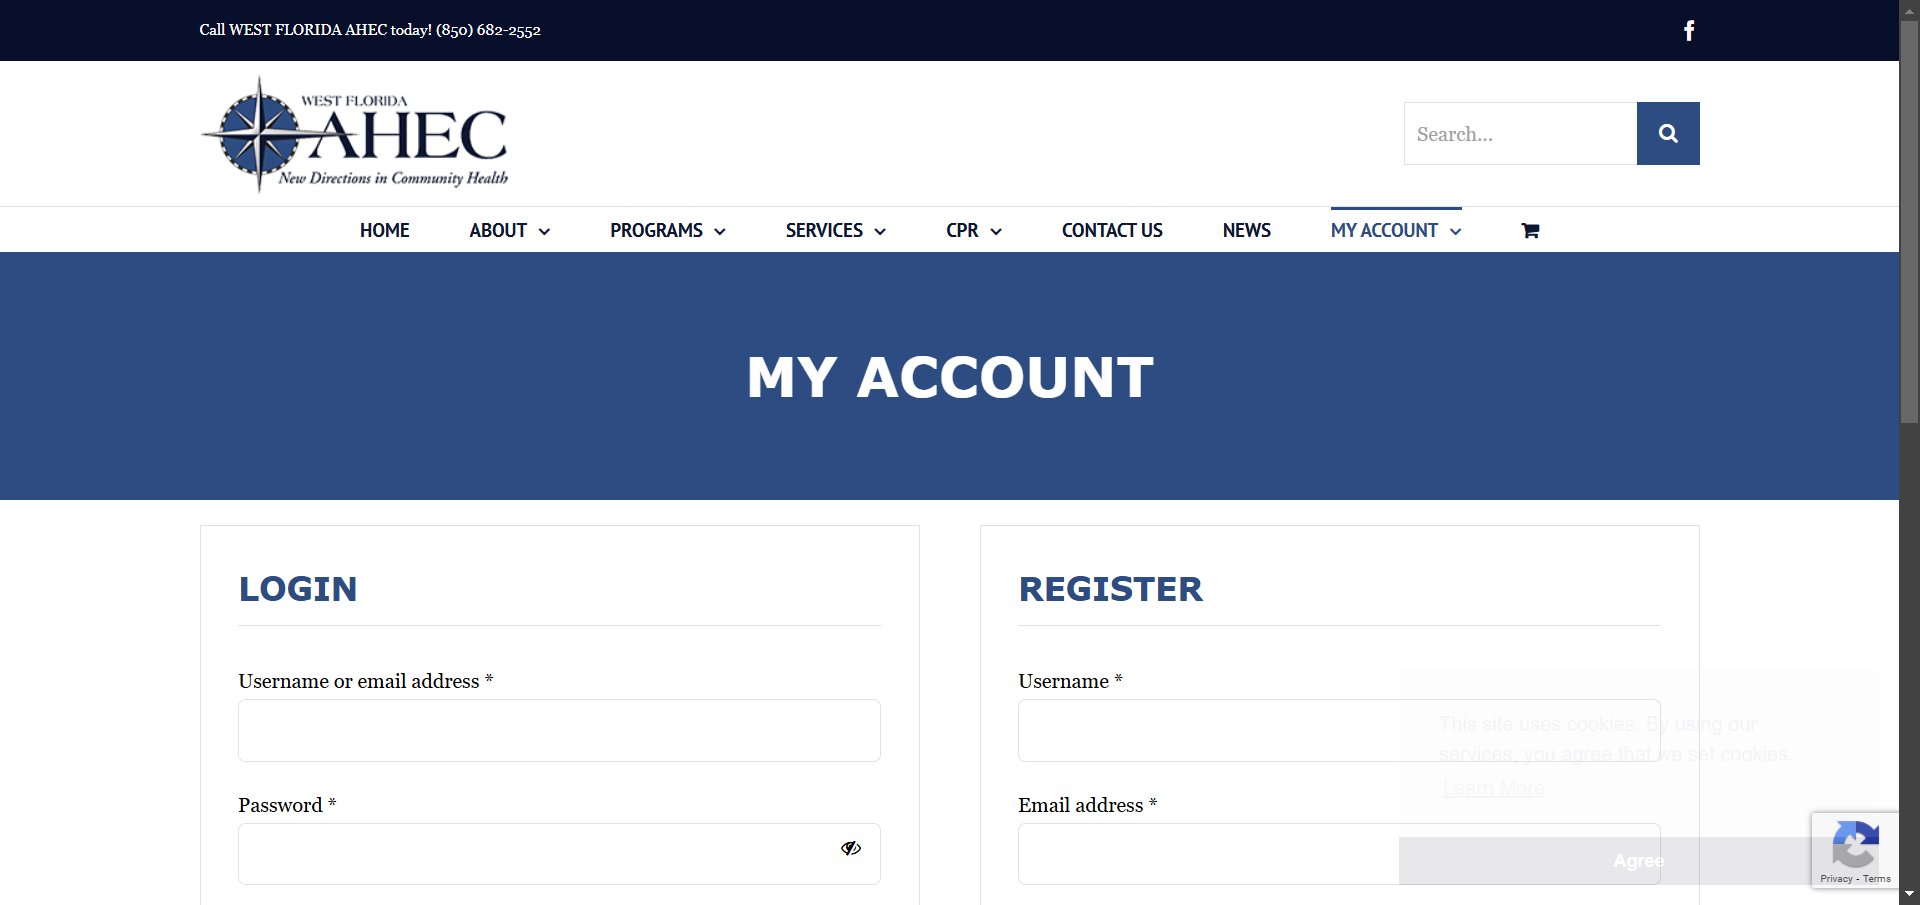 Call WEST FLORIDA AHEC today! (850) 682-2552
WEST FLORIDA
AHEC
New Directions in Community Health
Search...
HOME
ABOUT
PROGRAMS
SERVICES
CPR
CONTACT US
NEWS
MY ACCOUNT
MY ACCOUNT
LOGIN
Username or email address *
Password *
REGISTER
Username *
Email address *
This site uses cookies. By using our
services, you agree that we set cookies.
Learn More
Agree
Privacy - Terms